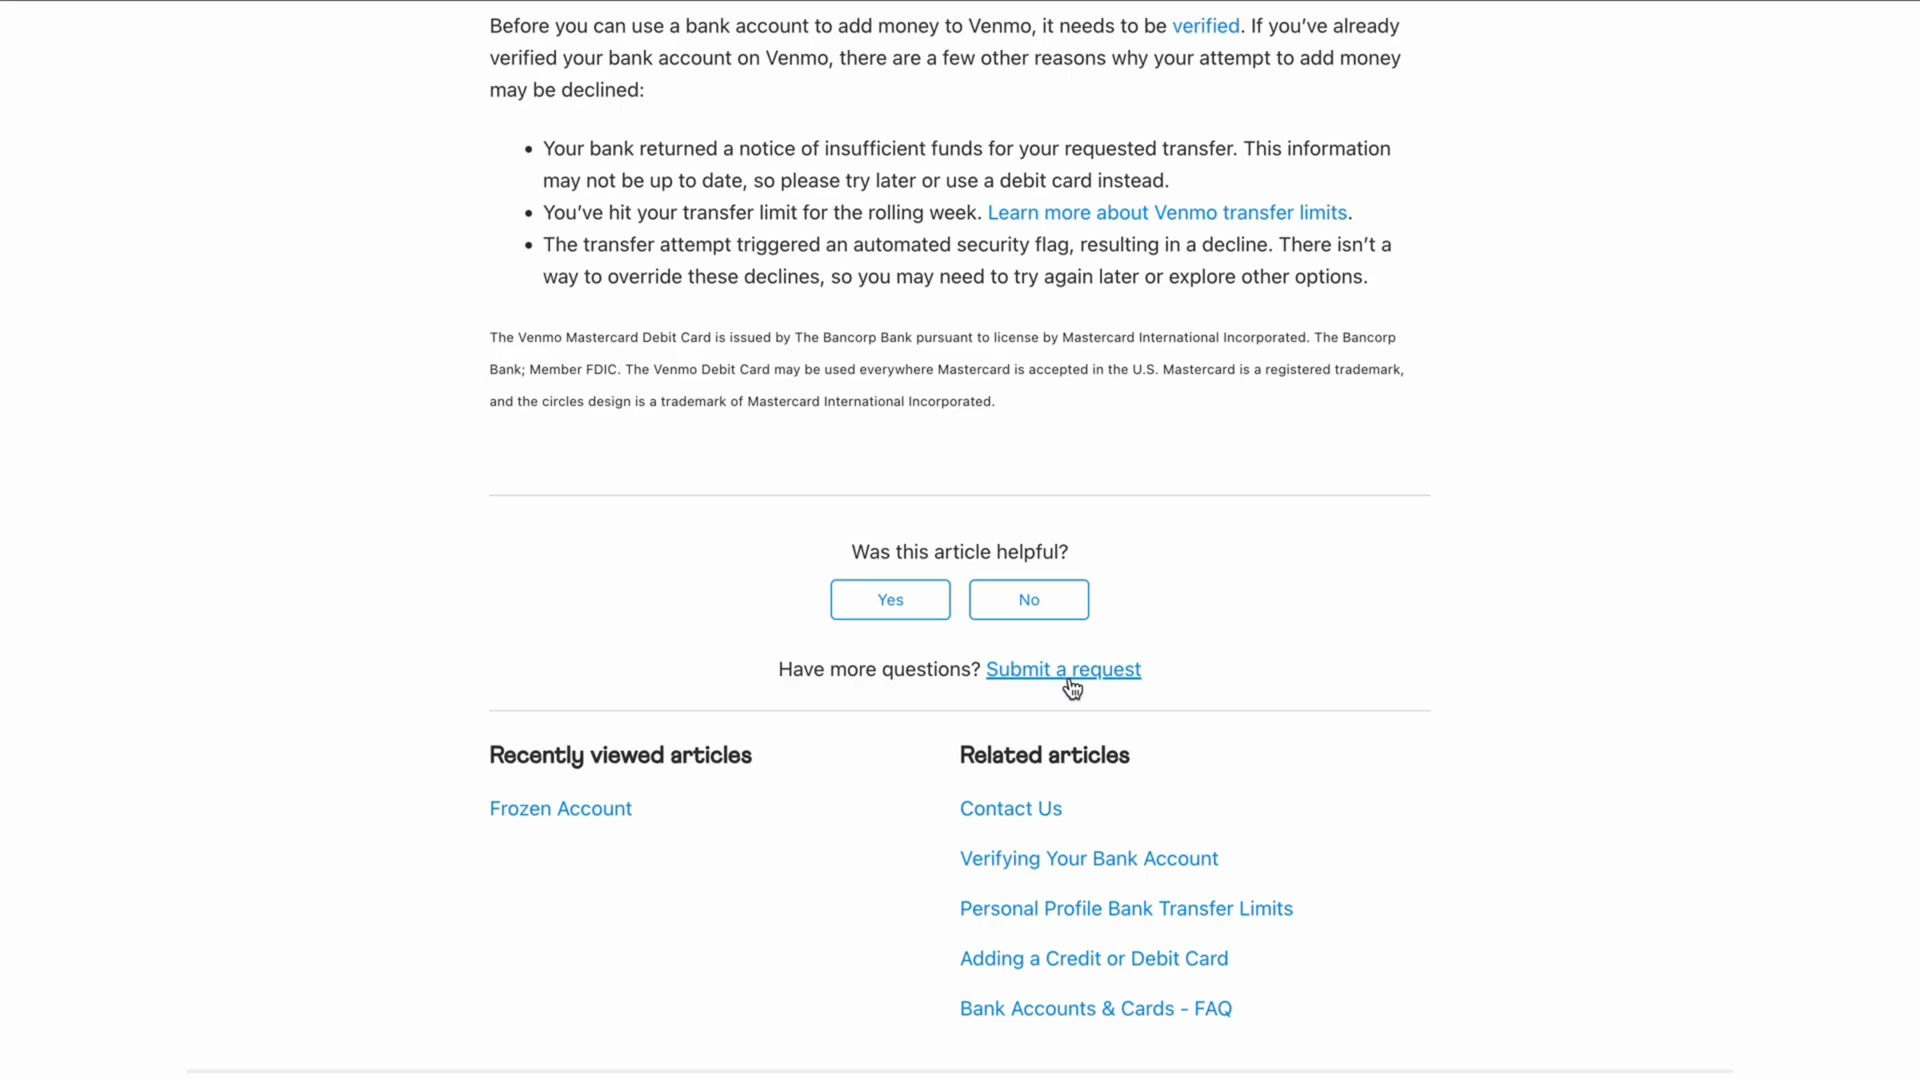 Before you can use a bank account to add money to Venmo, it needs to be verified. If you’ve already
verified your bank account on Venmo, there are a few other reasons why your attempt to add money
may be declined:
• Your bank returned a notice of insufficient funds for your requested transfer. This information
may not be up to date, so please try later or use a debit card instead.
• You’ve hit your transfer limit for the rolling week. Learn more about Venmo transfer limits.
• The transfer attempt triggered an automated security flag, resulting in a decline. There isn’t a
way to override these declines, so you may need to try again later or explore other options.
The Venmo Mastercard Debit Card is issued by The Bancorp Bank pursuant to license by Mastercard International Incorporated. The Bancorp
Bank; Member FDIC. The Venmo Debit Card may be used everywhere Mastercard is accepted in the U.S. Mastercard is a registered trademark,
and the circles design is a trademark of Mastercard International Incorporated.
Was this article helpful?
Yes No
Have more questions? Submit a request
Recently viewed articles
Frozen Account
Related articles
Contact Us
Verifying Your Bank Account
Personal Profile Bank Transfer Limits
Adding a Credit or Debit Card
Bank Accounts & Cards - FAQ